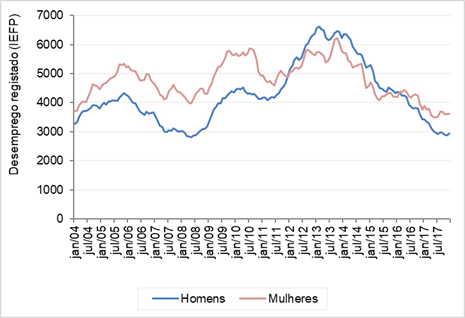 Desemprego registado (IEFP)
7000
6000
5000
4000
3000
2000
1000
0
jan/04
jul/04
jan/05
jul/05
jan/06
jul/06
jan/07
jul/07
jan/08
jul/08
jan/09
jul/09
jan/10
jul/10
jan/11
jul/11
jan/12
jul/12
jan/13
jul/13
jan/14
jul/14
jan/15
jul/15
jan/16
jul/16
jan/17
jul/17
Homens Mulheres